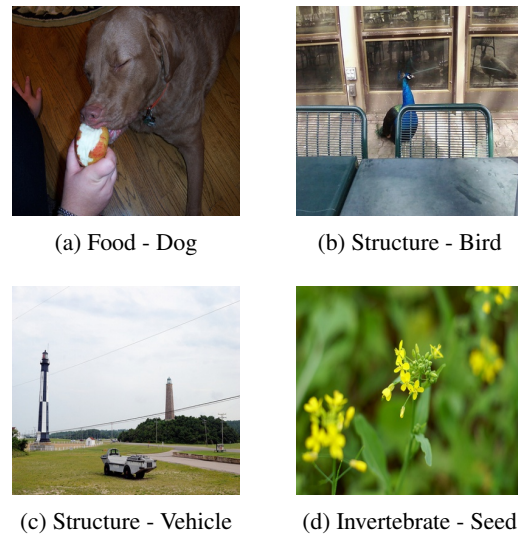 (a) Food - Dog
(b) Structure - Bird
(c) Structure - Vehicle
(d) Invertebrate - Seed